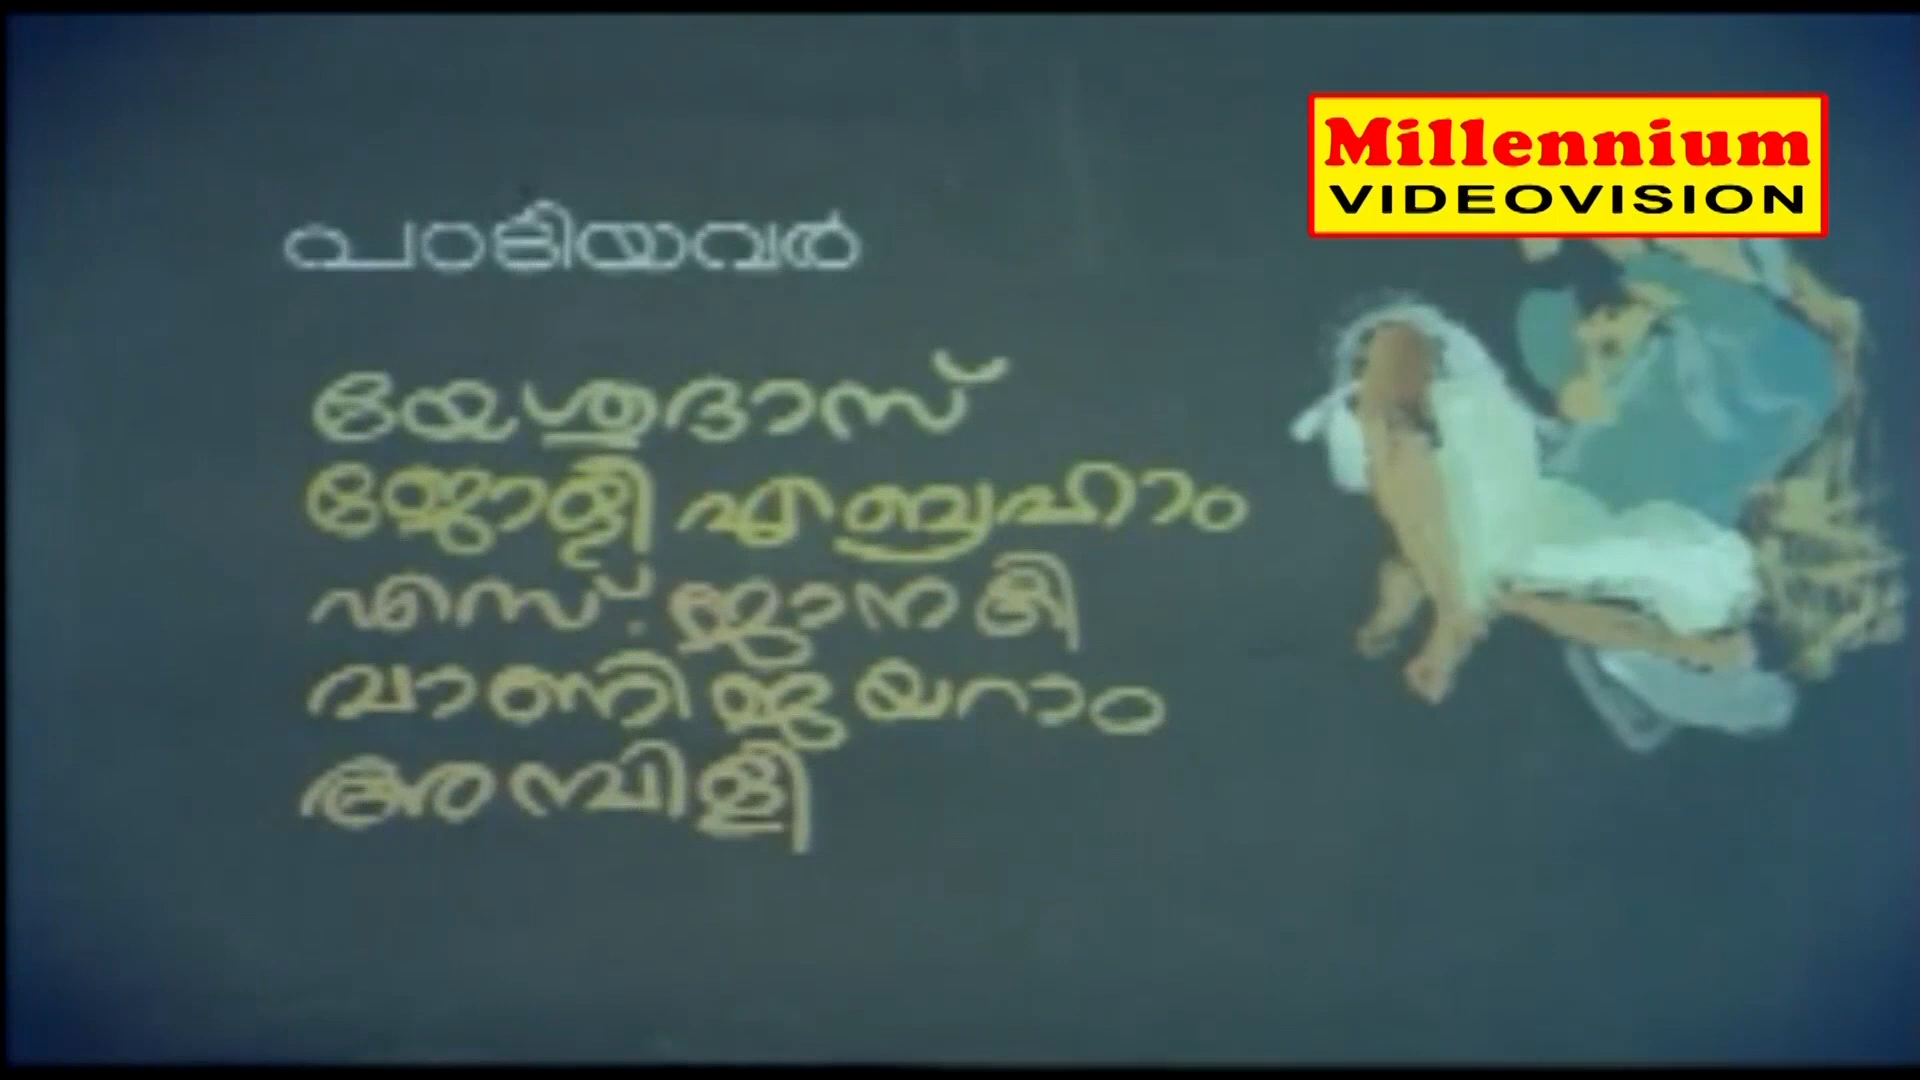 Millennium
VIDEOVISION
പാടിയവർ
യേശുദാസ്
ജോളി എബ്രഹാം
എസ്. ജാനകി
വാണി ജയറാം
അമ്പിളി